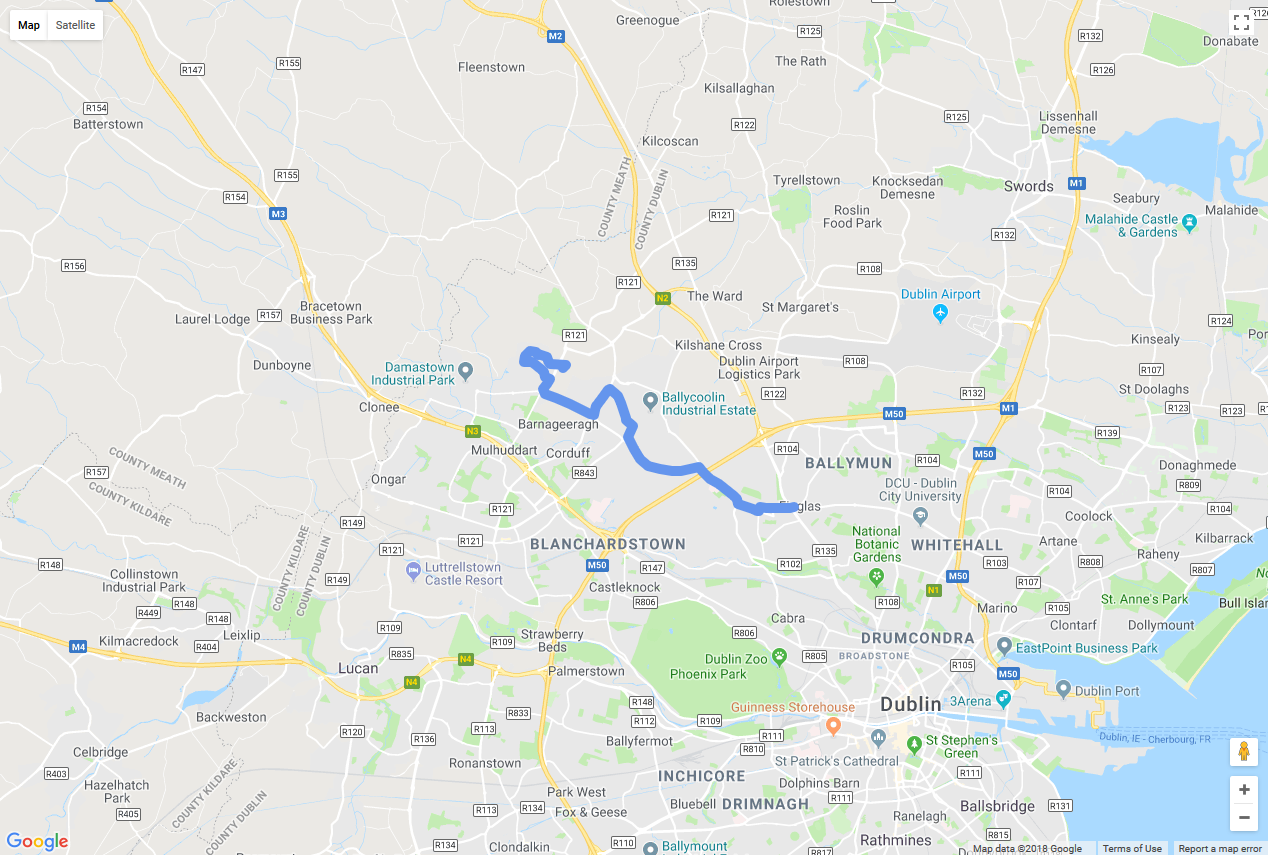 Map Satellite
Greenogue
Rolestown
R125
R132
R126
Donabate
M2
R155
R147
R155
Fleenstown
The Rath
R126
R154
Batterstown
Kilsallaghan
R122
R125
Lissenhall
Demesne
Kilcoscan
R155
R154
M3
COUNTY MEATH
COUNTY DUBLIN
Tyrrellstown
Knocksedan
Demesne
Swords
M1
Seabury
Malahide
R121
Roslin
Food Park
Malahide Castle
& Gardens
R132
R156
R135
R108
R121
N2
The Ward
Dublin Airport
St Margaret's
Bracetown
Business Park
Laurel Lodge
R157
R121
R124
Kilshane Cross
Kinsealy
Dunboyne
Damastown
Industrial Park
Dublin Airport
Logistics Park
R108
R107
St Doolaghs
Ballycoolin
Industrial Estate
R122
R132
Clonee
M50
M1
R123
R123
N3
Barnageeragh
R139
Mulhuddart
Corduff
R104
M50
COUNTY MEATH
R157
R843
BALLYMUN
R104
Donaghmede
R809
COUNTY KILDARE
Ongar
DCU - Dublin
City University
R104
R121
Finglas
R104
R149
Coolock
National
Botanic
Gardens
BLANCHARDSTOWN
R121
R121
R135
WHITEHALL
Artane
Kilbarrack
R148
M50
R147
R102
R103
R808
Raheny
Collinstown
Industrial Park
COUNTY KILDARE
COUNTY DUBLIN
R149
Luttrellstown
Castle Resort
M50
R107
R807
Castleknock
N1
R148
R806
R108
Marino
R105
St. Anne's Park
Bull Island
R449
R148
Cabra
Clontarf
Dollymount
Kilmacredock
R404
Leixlip
R109
Strawberry
Beds
R806
DRUMCONDRA
M4
R835
R109
BROADSTONE
EastPoint Business Park
N4
Lucan
Palmerstown
Dublin Zoo
Phoenix Park
R805
R105
M50
N4
R148
Dublin
3Arena
Dublin Port
Backweston
R833
R112
R109
Guinness Storehouse
R120
R113
R136
Ballyfermot
R111
R810
St Stephen's
Green
Dublin, IE - Cherbourg, FR
Celbridge
Ronanstown
St Patrick's Cathedral
R403
INCHICORE
R111
Hazelhatch
Park
COUNTY KILDARE
COUNTY DUBLIN
Park West
Dolphins Barn
R113
R134
Fox & Geese
Bluebell
DRIMNAGH
R111
Ballsbridge
R131
R405
Ranelagh
R134
Clondalkin
R110
Ballymount
Rathmines
R815
R817
Google
Map data ©2018 Google
Terms of Use
Report a map error